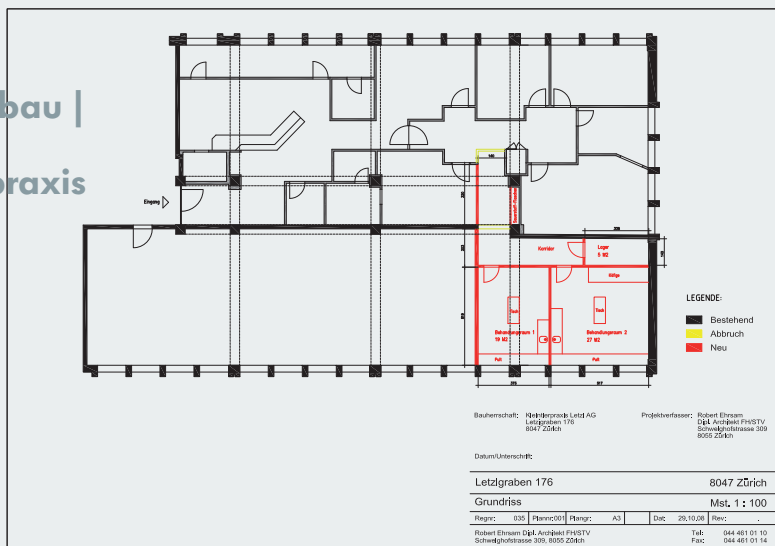 bau |
praxis
140
Eingang
Korridor
Lager
5 M2
Käfige
Tisch
Tisch
Behandlungsraum 1
19 M2
Behandlungsraum 2
27 M2
Pult
Pult
LEGENDE:
Bestehend
Abbruch
Neu
Bauherrschaft: Kleintierpraxis Letzi AG
Letzigraben 176
8047 Zürich
Projektverfasser: Robert Ehrsam
Dipl. Architekt FH/STV
Schweighofstrasse 309
8055 Zürich
Datum/Unterschrift:
Letzigraben 176 8047 Zürich
Grundriss Mst. 1 : 100
Regnr: 035 Plannr: 001 Plangr: A3 Dat: 29.10.08 Rev: .
Robert Ehrsam Dipl. Architekt FH/STV Tel: 044 461 01 10
Schweighofstrasse 309, 8055 Zürich Fax: 044 461 01 14